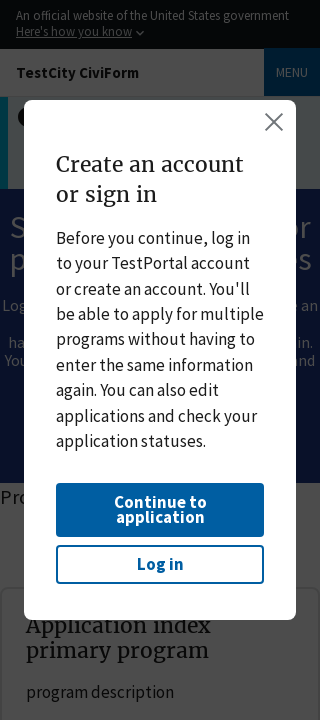 An official website of the United States government
Here's how you know
TestCity CiviForm
MENU
Create an account
or sign in
Before you continue, log in
to your TestPortal account
or create an account. You'll
be able to apply for multiple
programs without having to
enter the same information
again. You can also edit
applications and check your
application statuses.
Continue to
application
Log in
Application index
primary program
program description